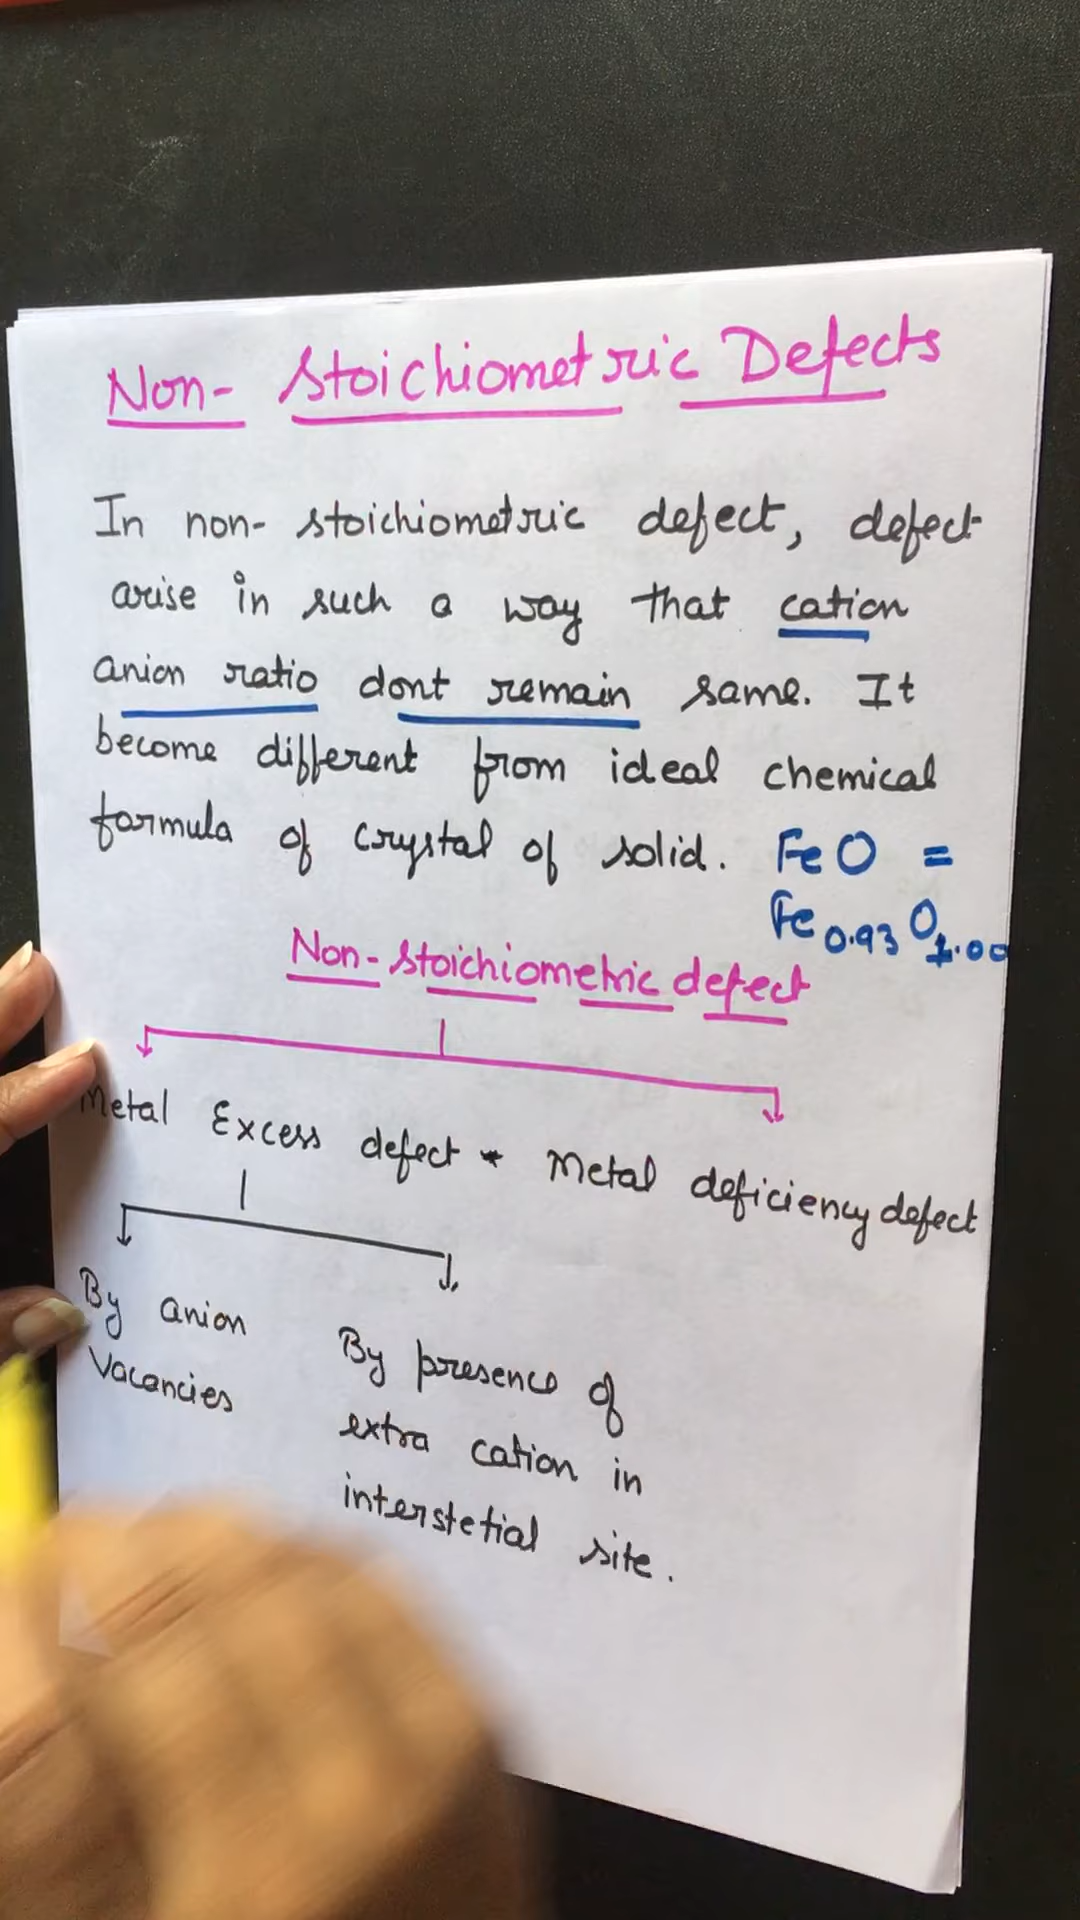 Non- Stoichiometric Defects
In non- stoichiometric defect, defect
arise in such a way that cation
anion ratio dont remain same. It
become different from ideal chemical
formula of crystal of solid. FeO =
Fe0.93 O1.00
Non-Stoichiometric defect
Metal Excess defect * Metal deficiency defect
By anion
vacancies
By presence of
extra cation in
interstetial site.